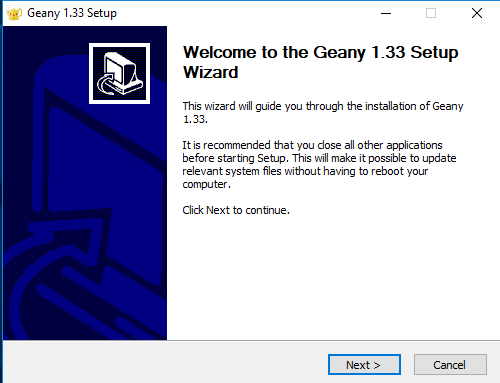 Geany 1.33 Setup
Welcome to the Geany 1.33 Setup
Wizard
This wizard will guide you through the installation of Geany
1.33.
It is recommended that you close all other applications
before starting Setup. This will make it possible to update
relevant system files without having to reboot your
computer.
Click Next to continue.
Next >
Cancel